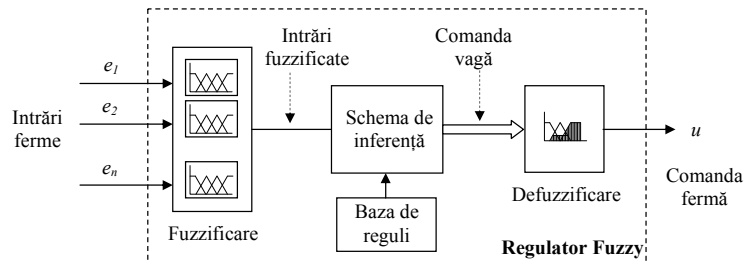 Intrări
ferme
e1
e2
en
Fuzzificare
Intrări
fuzzificate
Schema de
inferență
Baza de
reguli
Comanda
vagă
Defuzzificare
u
Comanda
fermă
Regulator Fuzzy